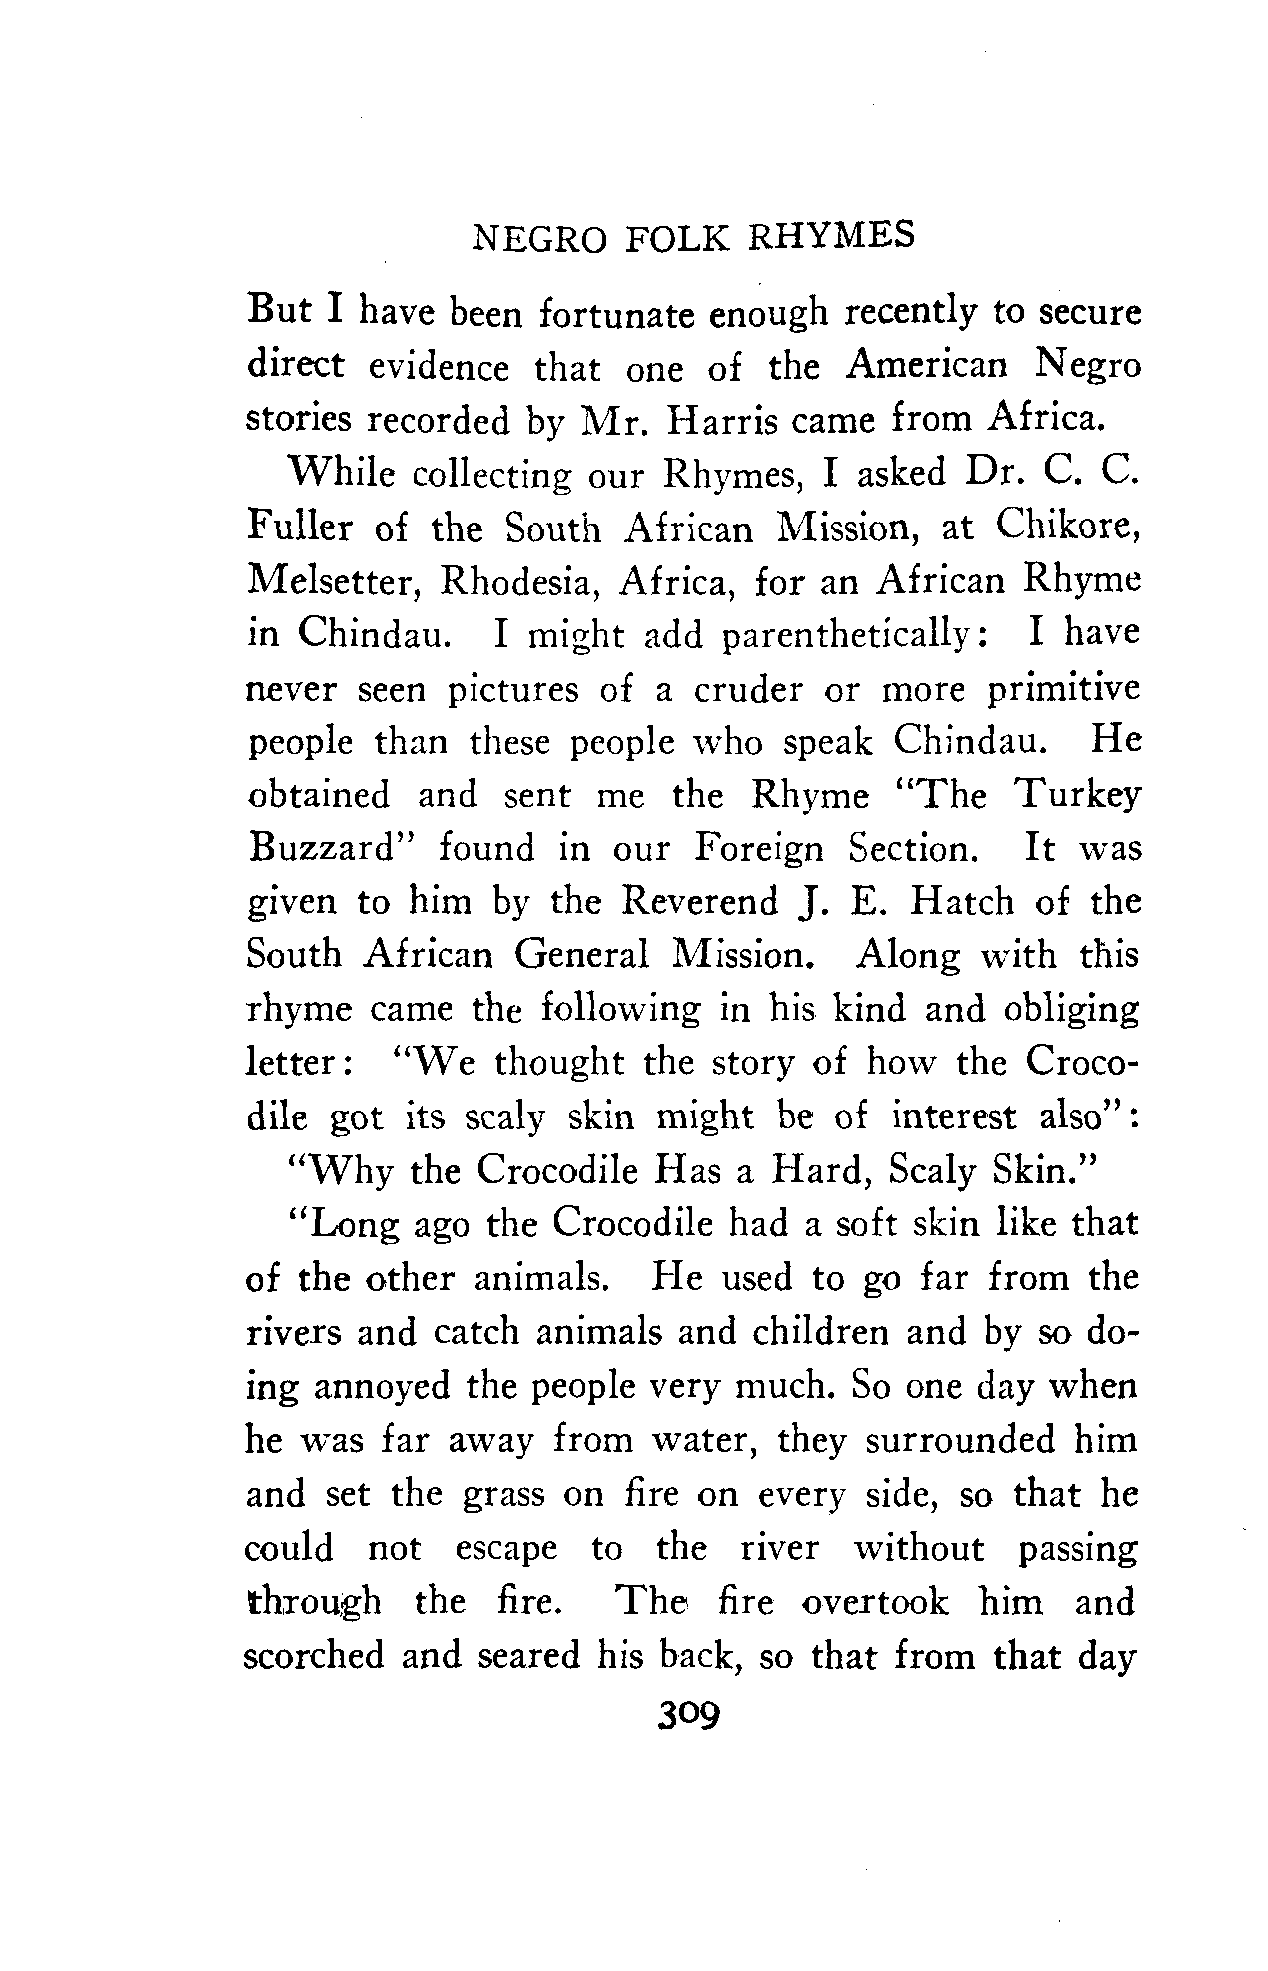 NEGRO FOLK RHYMES
But I have been fortunate enough recently to secure
direct evidence that one of the American Negro
stories recorded by Mr. Harris came from Africa.
While collecting our Rhymes, I asked Dr. C. C.
Fuller of the South African Mission, at Chikore,
Melsetter, Rhodesia, Africa, for an African Rhyme
in Chindau. I might add parenthetically: I have
never seen pictures of a cruder or more primitive
people than these people who speak Chindau. He
obtained and sent me the Rhyme "The Turkey
Buzzard" found in our Foreign Section. It was
given to him by the Reverend J. E. Hatch of the
South African General Mission. Along with this
rhyme came the following in his kind and obliging
letter: "We thought the story of how the Croco-
dile got its scaly skin might be of interest also":
"Why the Crocodile Has a Hard, Scaly Skin."
"Long ago the Crocodile had a soft skin like that
of the other animals. He used to go far from the
rivers and catch animals and children and by so do-
ing annoyed the people very much. So one day when
he was far away from water, they surrounded him
and set the grass on fire on every side, so that he
could not escape to the river without passing
through the fire. The fire overtook him and
scorched and seared his back, so that from that day
309